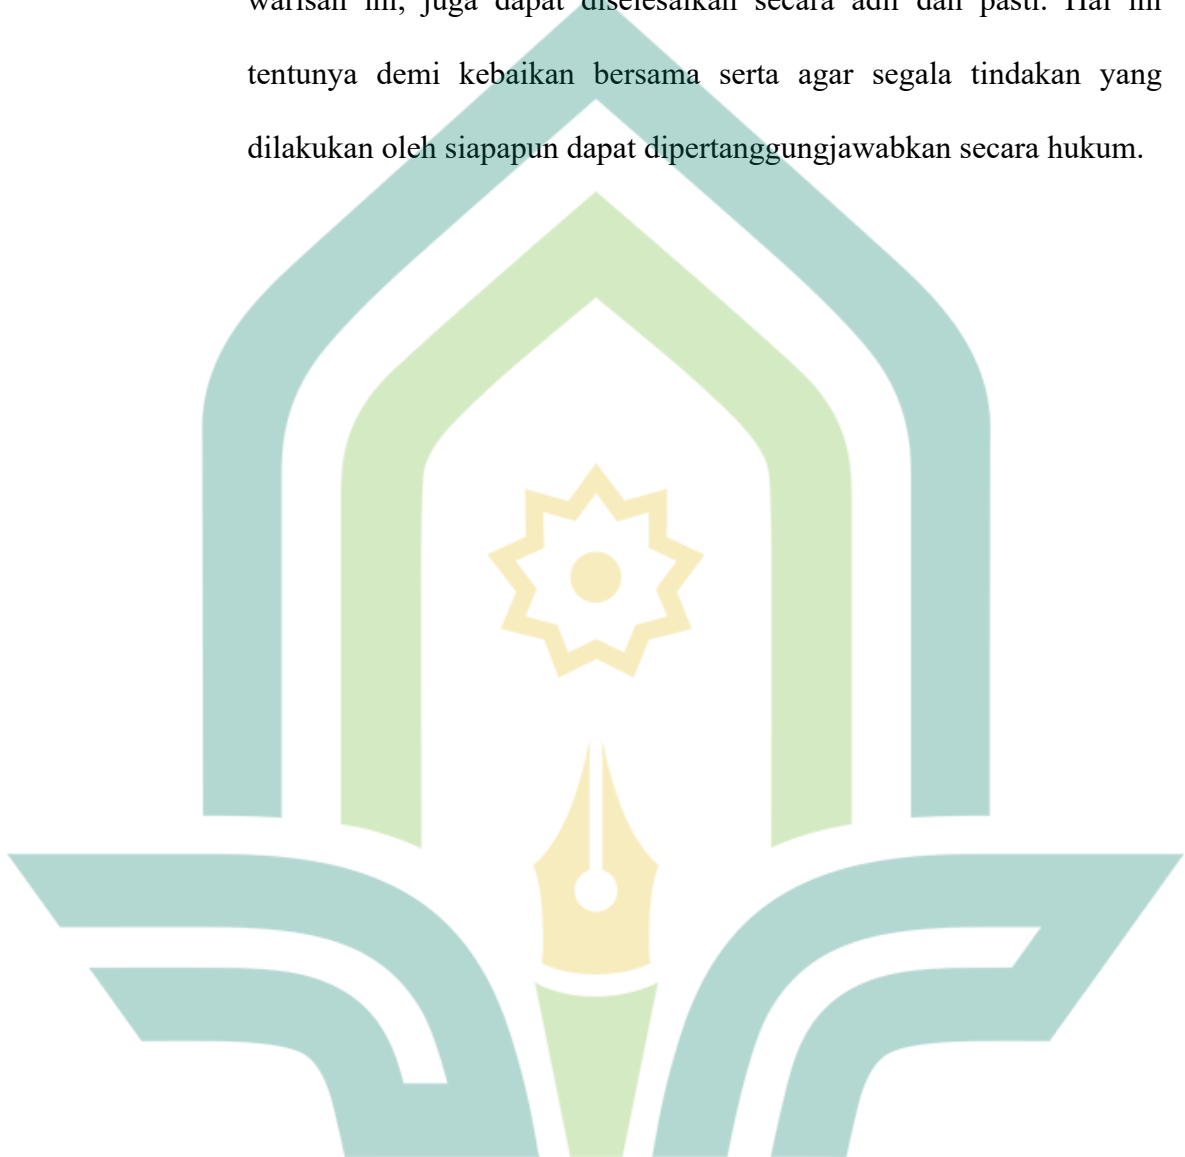 warisan ini, juga dapat diselesaikan secara adil dan pasti. Hal ini
tentunya demi kebaikan bersama serta agar segala tindakan yang
dilakukan oleh siapapun dapat dipertanggungjawabkan secara hukum.